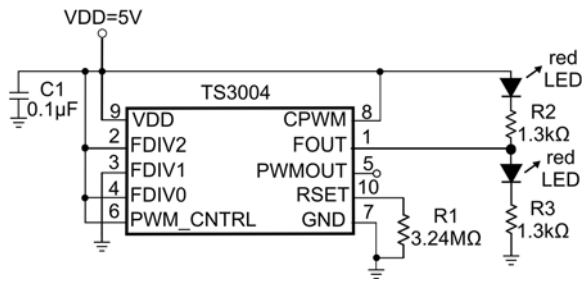 VDD=5V
C1
0.1µF
TS3004
9
VDD
2
FDIV2
3
FDIV1
4
FDIV0
6
PWM_CNTRL
CPWM
8
FOUT
1
PWMOUT
5
RSET
10
GND
7
R1
3.24MΩ
red
LED
R2
1.3kΩ
red
LED
R3
1.3kΩ